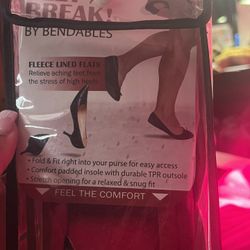 BREAK!
BY BENDABLES
FLEECE LINED FLATS
Relieve aching feet from
the stress of high heels
• Fold & Fit right into your purse for easy access
• Comfort padded insole with durable TPR outsole
• Stretch opening for a relaxed & snug fit
FEEL THE COMFORT